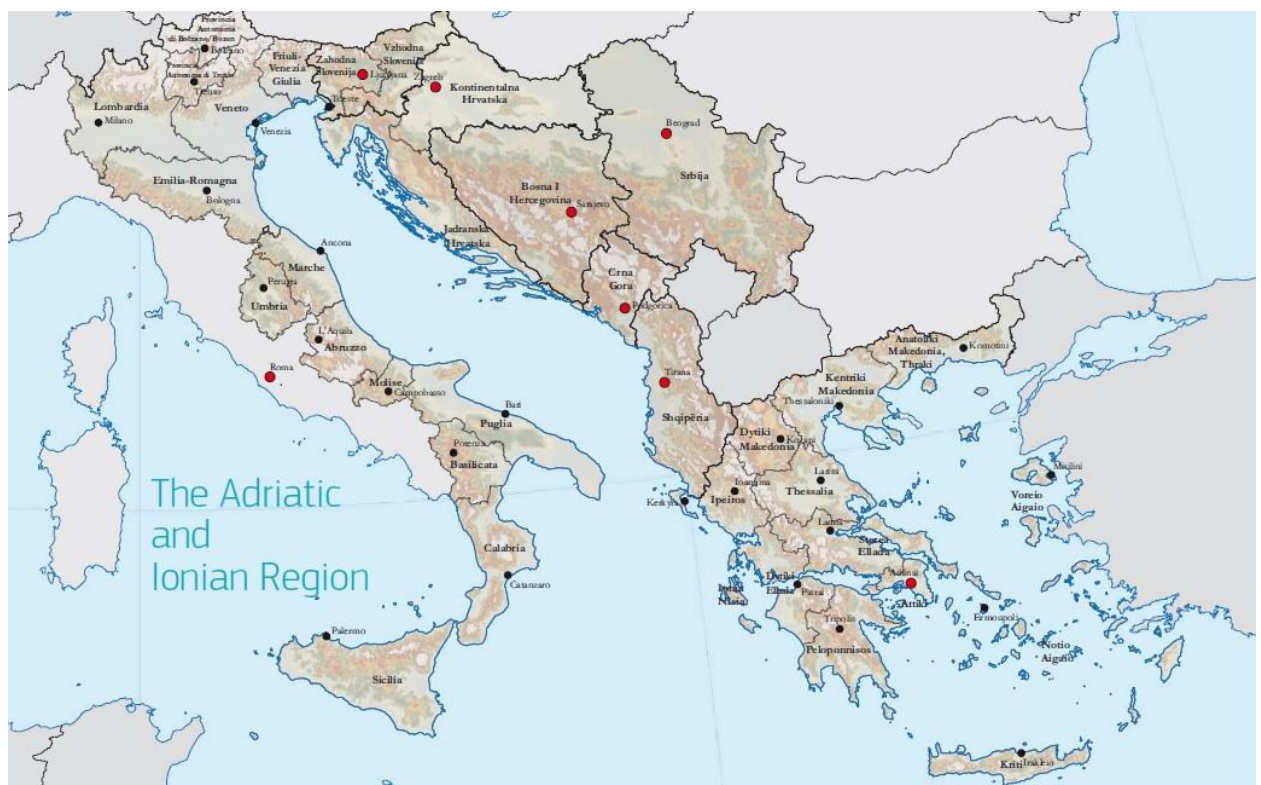 Provincia
Autonoma
di Bolzano/Bozen
Bolzano
Provincia
Autonoma di Trento
Trento
Friuli-
Venezia
Giulia
Zahodna
Slovenija
Ljubljana
Vzhodna
Slovenija
Zagreb
Kontinentalna
Hrvatska
Lombardia
Milano
Veneto
Venezia
Trieste
Beograd
Srbija
Emilia-Romagna
Bologna
Bosna I
Hercegovina
Sarajevo
Jadranska
Hrvatska
Ancona
Marche
Perugia
Umbria
Crna
Gora
Podgorica
L'Aquila
Abruzzo
Roma
Molise
Campobasso
Tirana
Shqipëria
Anatoliki
Makedonia,
Thraki
Komotini
Kentriki
Makedonia
Thessaloniki
Bari
Puglia
Potenza
Basilicata
Dytiki
Makedonia
Kozani
Larisa
Thessalia
Ioannina
Ipeiros
Kerkyra
Mitilini
Voreio
Aigaio
The Adriatic
and
Ionian Region
Calabria
Catanzaro
Lamia
Sterea
Ellada
Athinai
Attiki
Dytiki
Ellada
Patrai
Ionia
Nisia
Tripolis
Peloponnisos
Ermoupoli
Notio
Aigaio
Palermo
Sicilia
Kriti
Irakleio